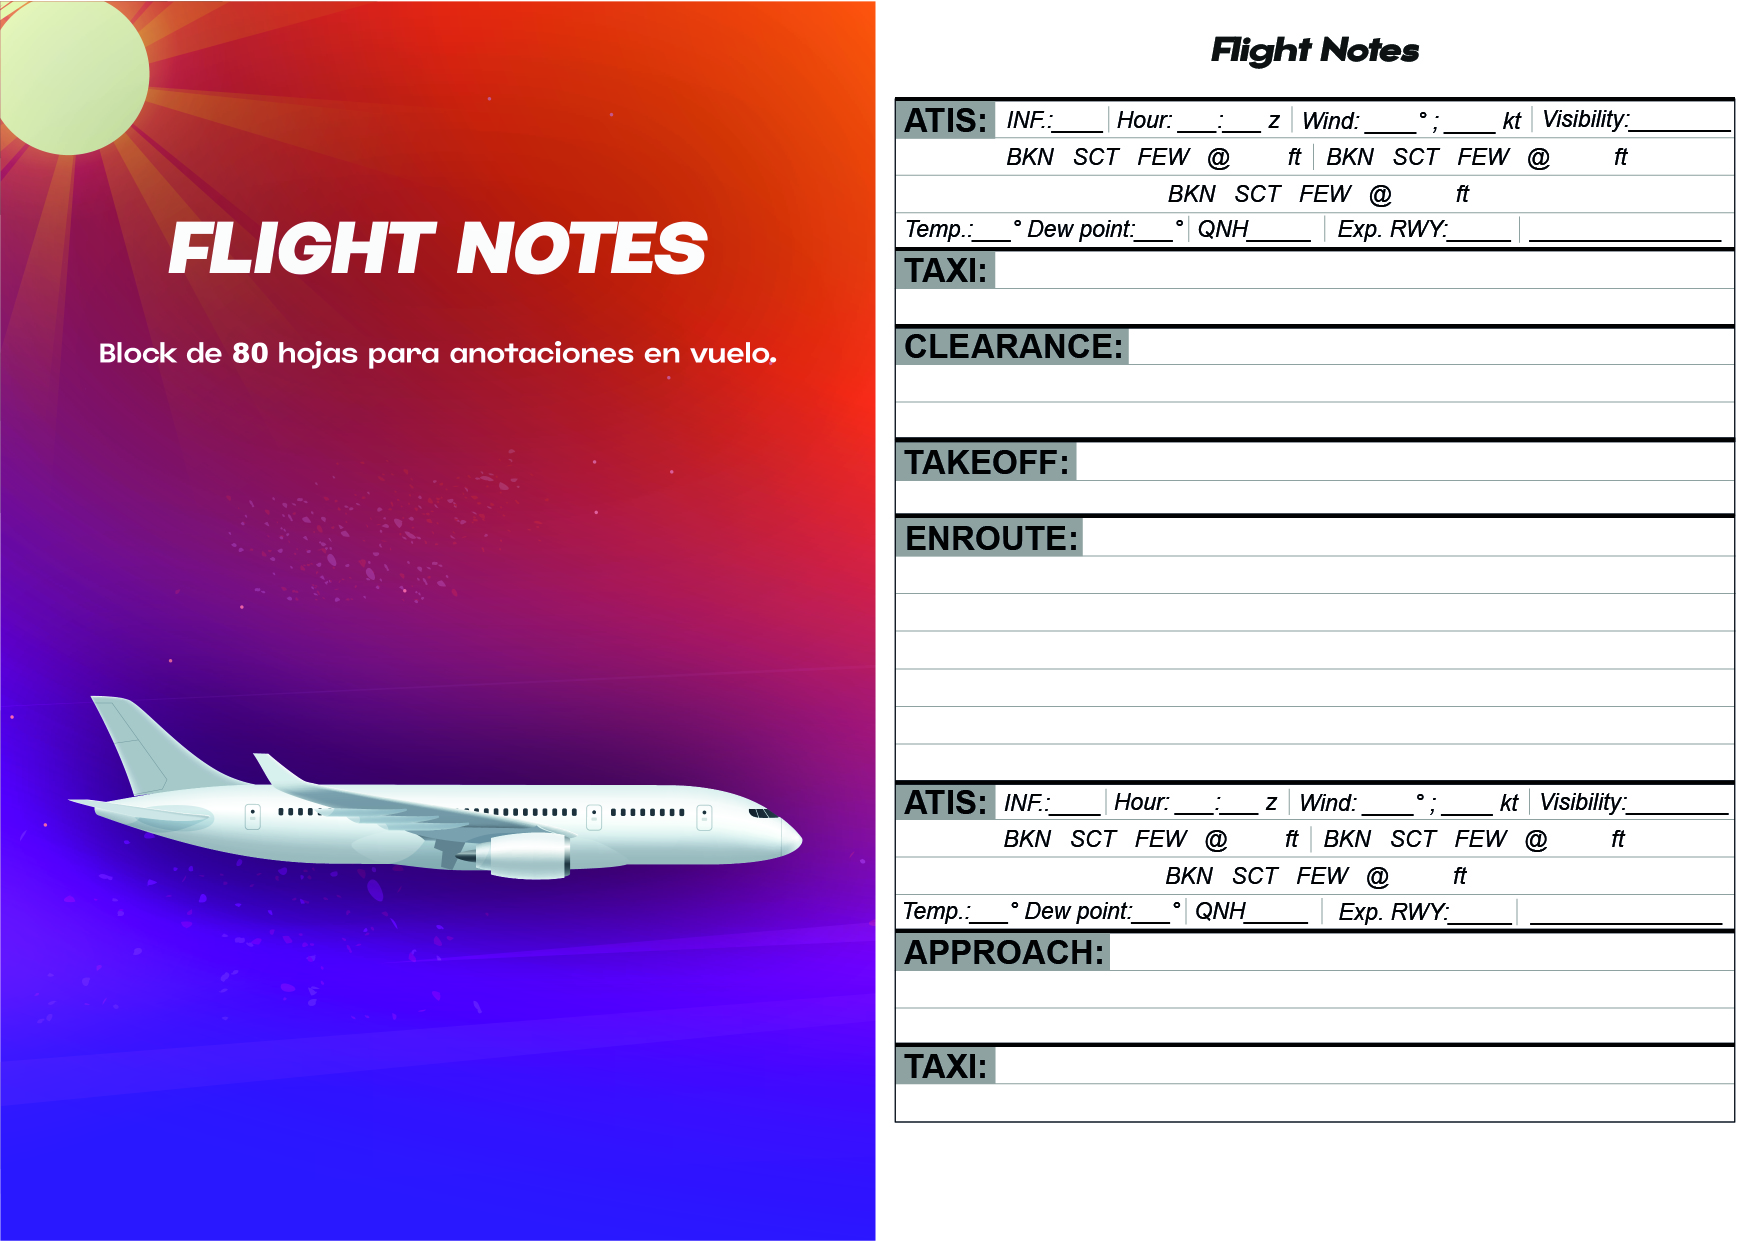 FLIGHT NOTES
Block de 80 hojas para anotaciones en vuelo.
Flight Notes
ATIS: INF.:____ | Hour: ___:___ z | Wind: ____° ; ____ kt | Visibility:________
BKN SCT FEW @ ft | BKN SCT FEW @ ft
BKN SCT FEW @ ft
Temp.:___° Dew point:___° | QNH_____ | Exp. RWY:_____ | _______________
TAXI:
CLEARANCE:
TAKEOFF:
ENROUTE:
ATIS: INF.:____ | Hour: ___:___ z | Wind: ____° ; ____ kt | Visibility:________
BKN SCT FEW @ ft | BKN SCT FEW @ ft
BKN SCT FEW @ ft
Temp.:___° Dew point:___° | QNH_____ | Exp. RWY:_____ | _______________
APPROACH:
TAXI: